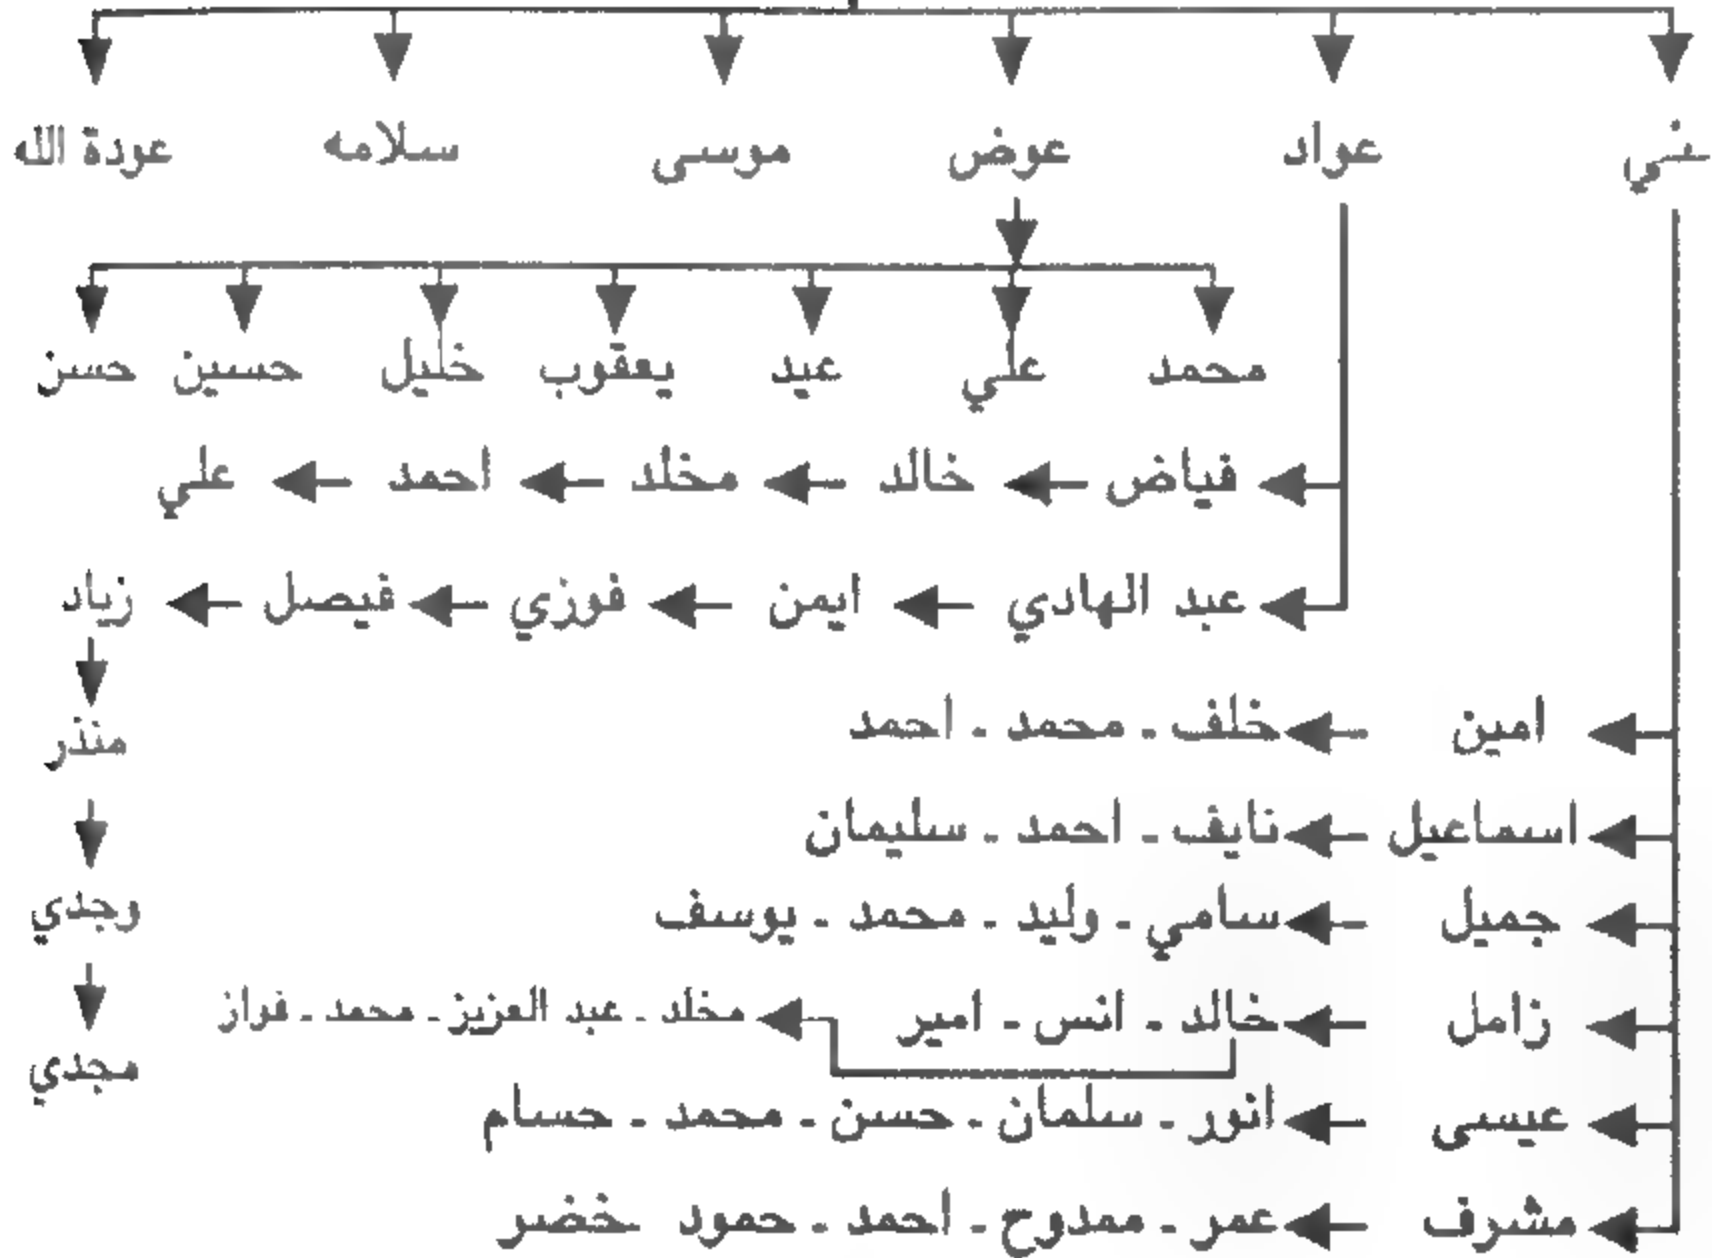 عواد عوض موسى سلامه عودة الله
محمد علي عيد يعقوب خليل حسين حسن
فياض خالد مخلد احمد علي
عبد الهادي ايمن فوزي فيصل زياد
امين خلف - محمد - احمد
منذر
اسماعيل نايف - احمد - سليمان
جميل سامي - وليد - محمد - يوسف
وجدي
زامل خالد - انس - امير مخلد - عبد العزيز - محمد - فواز
مجدي
عيسى انور - سلمان - حسن - محمد - حسام
مشرف عمر - ممدوح - احمد - حمود خضر